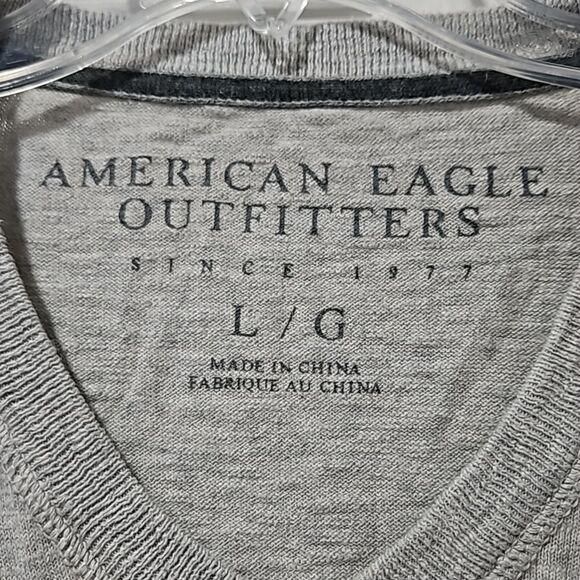 AMERICAN EAGLE
OUTFITTERS
SINCE 1977
L / G
MADE IN CHINA
FABRIQUE AU CHINA